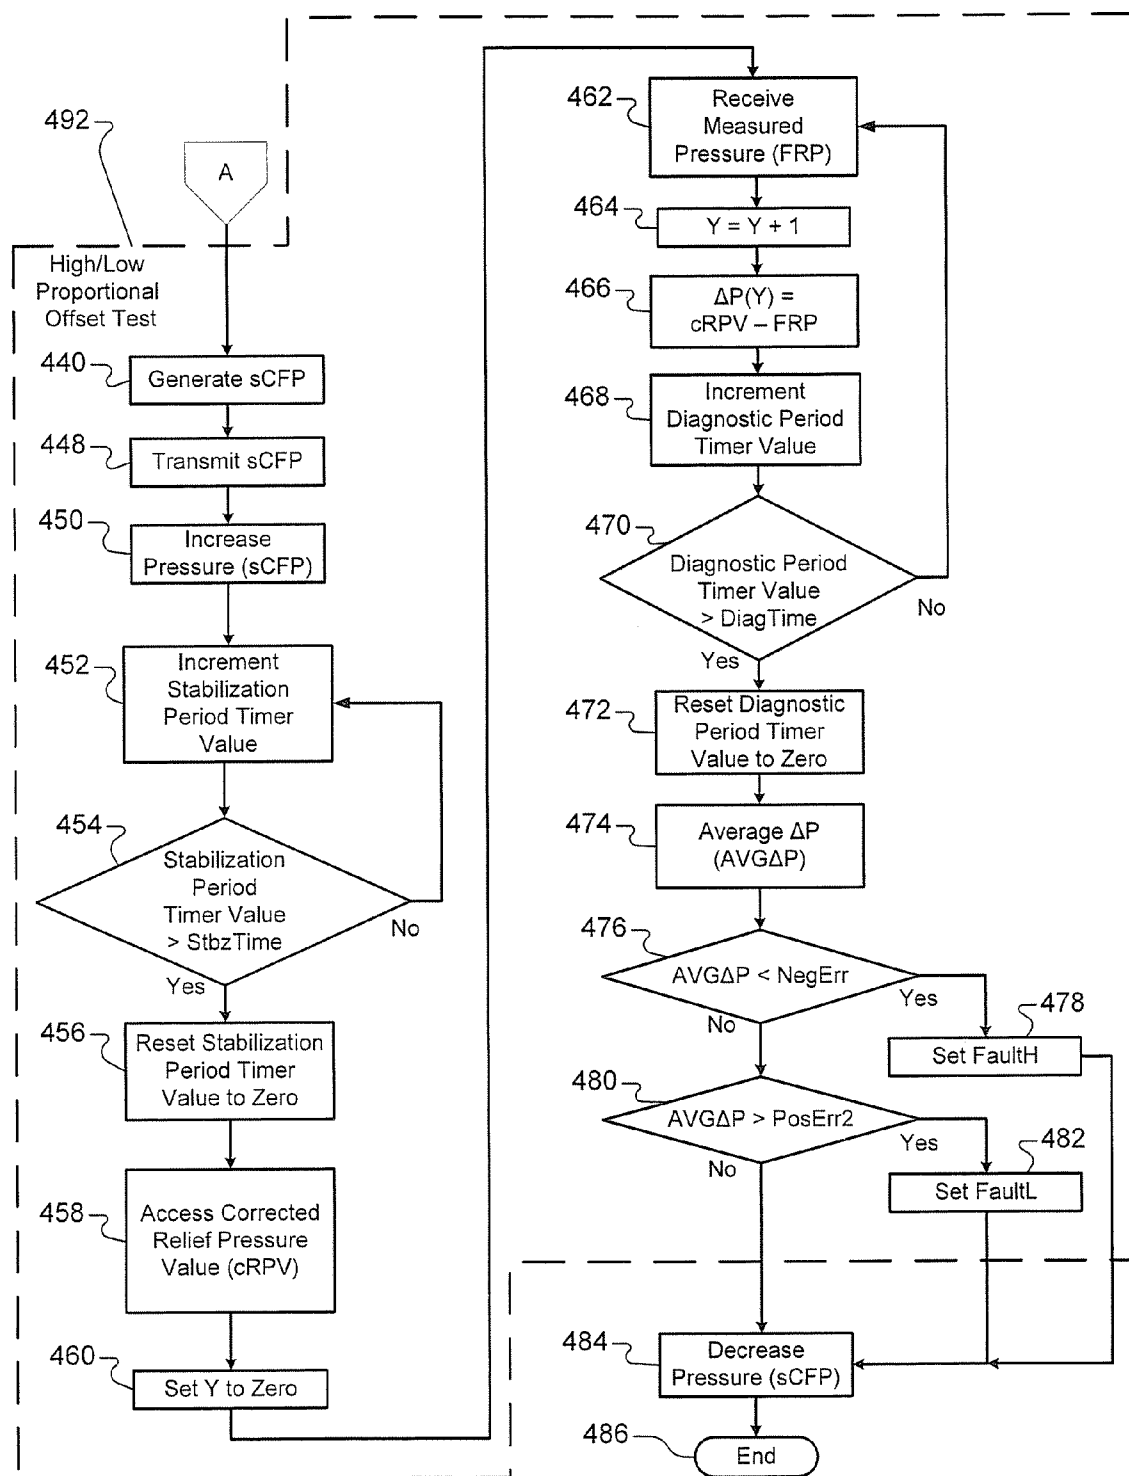 492
A
High/Low
Proportional
Offset Test
440
Generate sCFP
448
Transmit sCFP
450
Increase
Pressure (sCFP)
452
Increment
Stabilization
Period Timer
Value
454
Stabilization
Period
Timer Value
> StbzTime
No
Yes
456
Reset Stabilization
Period Timer
Value to Zero
458
Access Corrected
Relief Pressure
Value (cRPV)
460
Set Y to Zero
462
Receive
Measured
Pressure (FRP)
464
Y = Y + 1
466
ΔP(Y) =
cRPV – FRP
468
Increment
Diagnostic Period
Timer Value
470
Diagnostic Period
Timer Value
> DiagTime
No
Yes
472
Reset Diagnostic
Period Timer
Value to Zero
474
Average ΔP
(AVGΔP)
476
AVGΔP < NegErr
Yes
No
478
Set FaultH
480
AVGΔP > PosErr2
Yes
No
482
Set FaultL
484
Decrease
Pressure (sCFP)
486
End